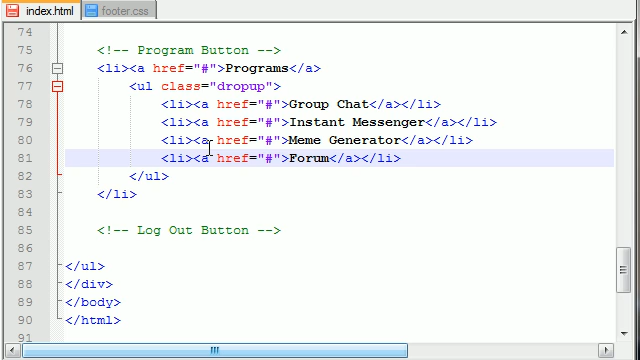 index.html footer.css
74
75 <!-- Program Button -->
76 <li><a href="#">Programs</a>
77 <ul class="dropup">
78 <li><a href="#">Group Chat</a></li>
79 <li><a href="#">Instant Messenger</a></li>
80 <li><a href="#">Meme Generator</a></li>
81 <li><a href="#">Forum</a></li>
82 </ul>
83 </li>
84
85 <!-- Log Out Button -->
86
87 </ul>
88 </div>
89 </body>
90 </html>
91